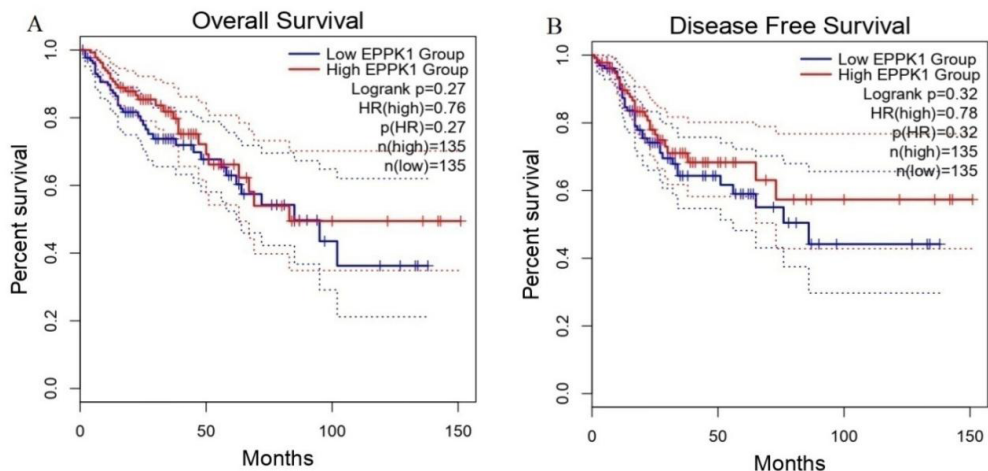 A
Overall Survival
Low EPPK1 Group
High EPPK1 Group
Logrank p=0.27
HR(high)=0.76
p(HR)=0.27
n(high)=135
n(low)=135
Percent survival
1.0
0.8
0.6
0.4
0.2
0.0
0 50 100 150
Months
B
Disease Free Survival
Low EPPK1 Group
High EPPK1 Group
Logrank p=0.32
HR(high)=0.78
p(HR)=0.32
n(high)=135
n(low)=135
Percent survival
1.0
0.8
0.6
0.4
0.2
0.0
0 50 100 150
Months